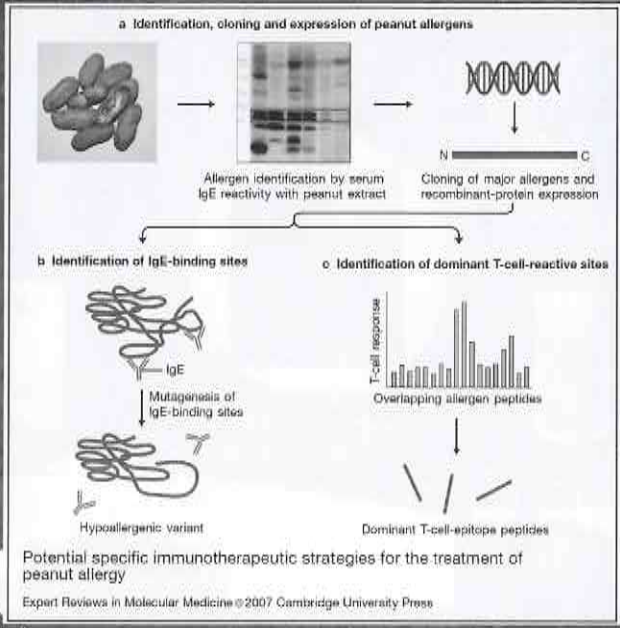 a Identification, cloning and expression of peanut allergens
N C
Allergen identification by serum
IgE reactivity with peanut extract
Cloning of major allergens and
recombinant-protein expression
b Identification of IgE-binding sites
IgE
Mutagenesis of
IgE-binding sites
Hypoallergenic variant
c Identification of dominant T-cell-reactive sites
T-cell response
Overlapping allergen peptides
Dominant T-cell-epitope peptides
Potential specific immunotherapeutic strategies for the treatment of
peanut allergy
Expert Reviews in Molecular Medicine © 2007 Cambridge University Press